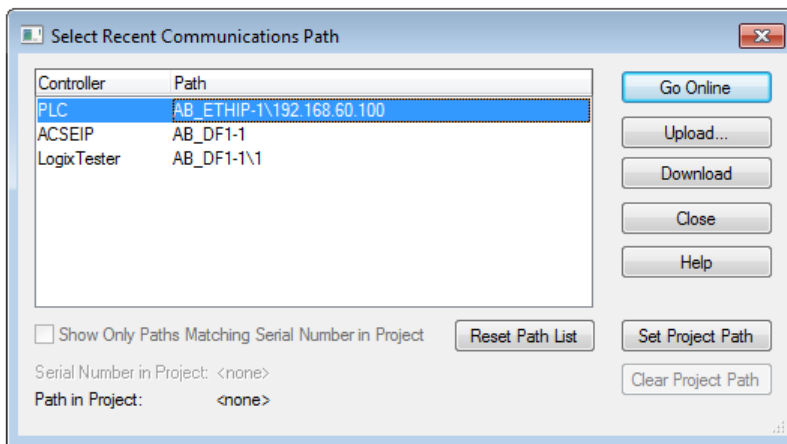 Select Recent Communications Path
Controller Path
PLC AB_ETHIP-1\192.168.60.100
ACSEIP AB_DF1-1
LogixTester AB_DF1-1\1
Go Online
Upload...
Download
Close
Help
Show Only Paths Matching Serial Number in Project
Reset Path List
Set Project Path
Serial Number in Project: <none>
Clear Project Path
Path in Project: <none>